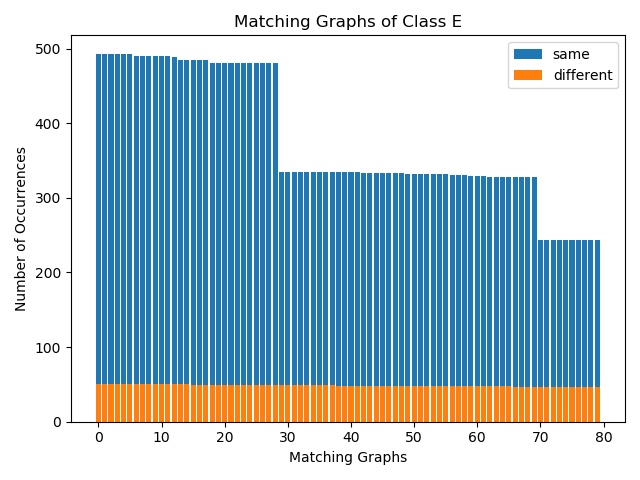 Matching Graphs of Class E
same
different
Number of Occurrences
500
400
300
200
100
0
0 10 20 30 40 50 60 70 80
Matching Graphs